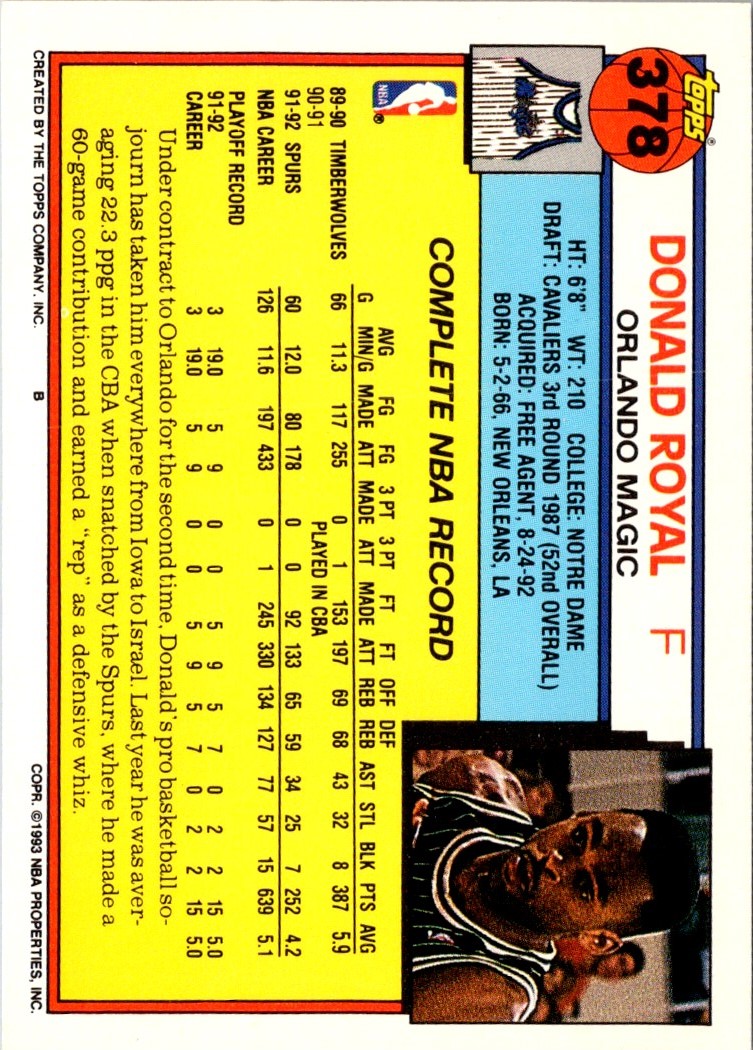 topps®
378
DONALD ROYAL F
ORLANDO MAGIC
HT: 6'8" WT: 210 COLLEGE: NOTRE DAME
DRAFT: CAVALIERS 3rd ROUND 1987 (52nd OVERALL)
ACQUIRED: FREE AGENT, 8-24-92
BORN: 5-2-66, NEW ORLEANS, LA
NBA®
COMPLETE NBA RECORD
AVG FG FG 3 PT 3 PT FT FT OFF DEF
G MIN/G MADE ATT MADE ATT MADE ATT REB REB AST STL BLK PTS AVG
89-90 TIMBERWOLVES 66 11.3 117 255 0 1 153 197 69 68 43 32 8 387 5.9
90-91 PLAYED IN CBA
91-92 SPURS 60 12.0 80 178 0 0 92 133 65 59 34 25 7 252 4.2
NBA CAREER 126 11.6 197 433 0 1 245 330 134 127 77 57 15 639 5.1
PLAYOFF RECORD
91-92 3 19.0 5 9 0 0 5 9 5 7 0 2 2 15 5.0
CAREER 3 19.0 5 9 0 0 5 9 5 7 0 2 2 15 5.0
Under contract to Orlando for the second time, Donald's pro basketball so-
journ has taken him everywhere from Iowa to Israel. Last year he was aver-
aging 22.3 ppg in the CBA when snatched by the Spurs, where he made a
60-game contribution and earned a "rep" as a defensive whiz.
CREATED BY THE TOPPS COMPANY, INC. B COPR. ©1993 NBA PROPERTIES, INC.